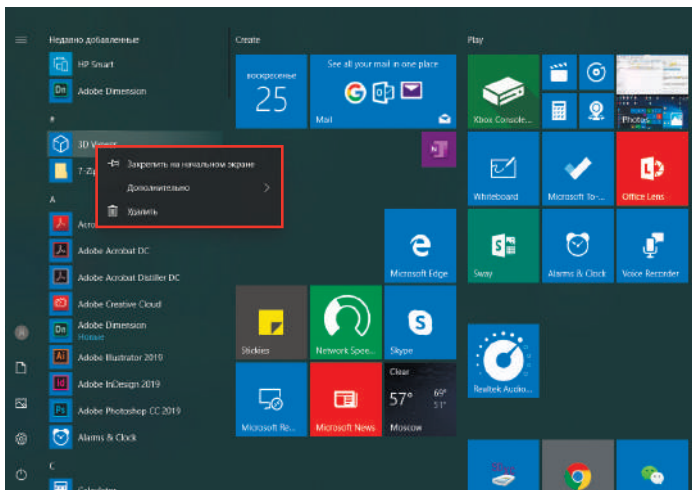 Недавно добавленные
HP Smart
Adobe Dimension
#
3D Viewer
7-Zip
Закрепить на начальном экране
Дополнительно
Удалить
A
Adobe Acrobat DC
Adobe Acrobat Distiller DC
Adobe Creative Cloud
Adobe Dimension
Новые
Adobe Illustrator 2019
Adobe InDesign 2019
Adobe Photoshop CC 2019
Alarms & Clock
C
Calculator
Create
воскресенье
25
See all your mail in one place
Mail
Microsoft Edge
Stickies
Network Spee...
Skype
Microsoft Re...
Microsoft News
Clear
57°
69°
51°
Moscow
Play
Xbox Console...
Photos
Whiteboard
Microsoft To-...
Office Lens
Sway
Alarms & Clock
Voice Recorder
Realtek Audio...